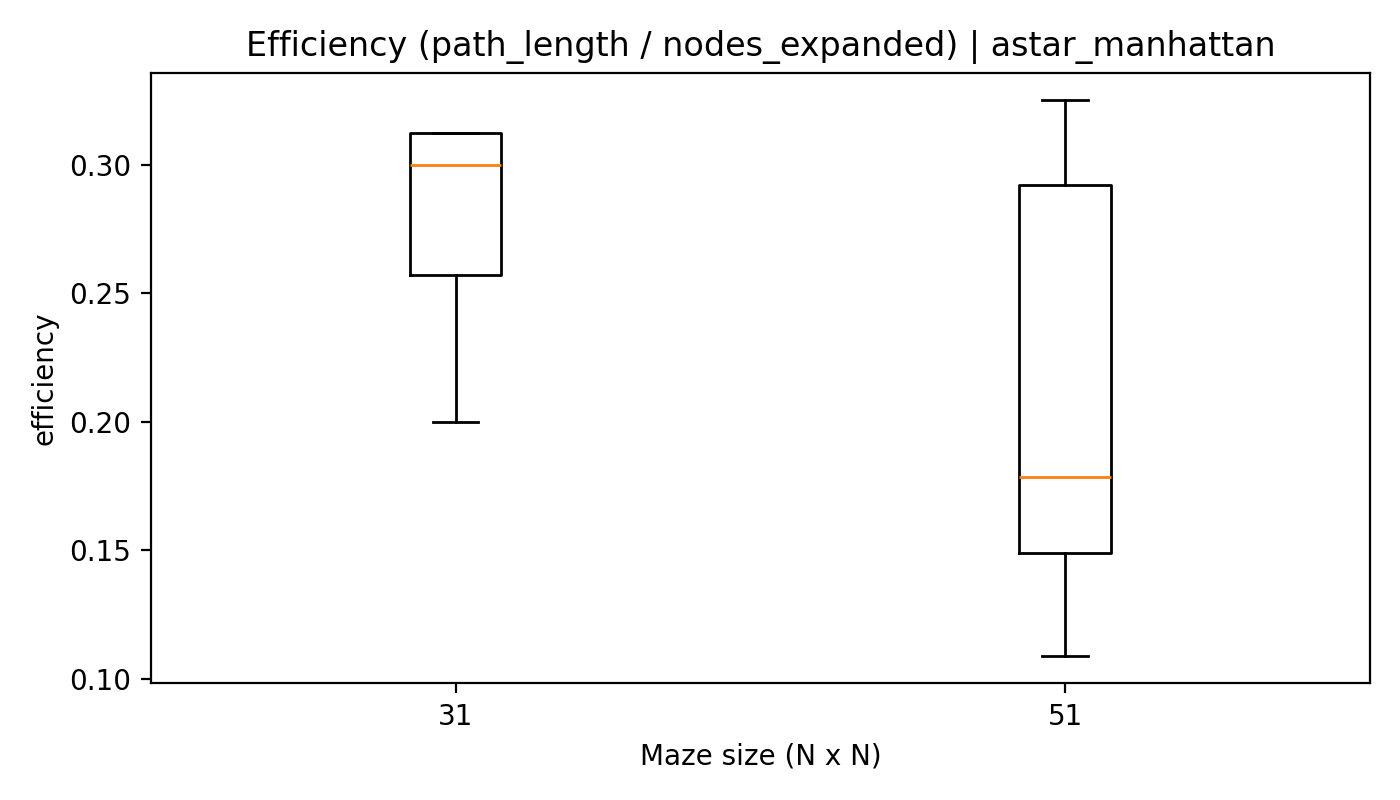 Efficiency (path_length / nodes_expanded) | astar_manhattan
efficiency
0.30
0.25
0.20
0.15
0.10
31 51
Maze size (N x N)